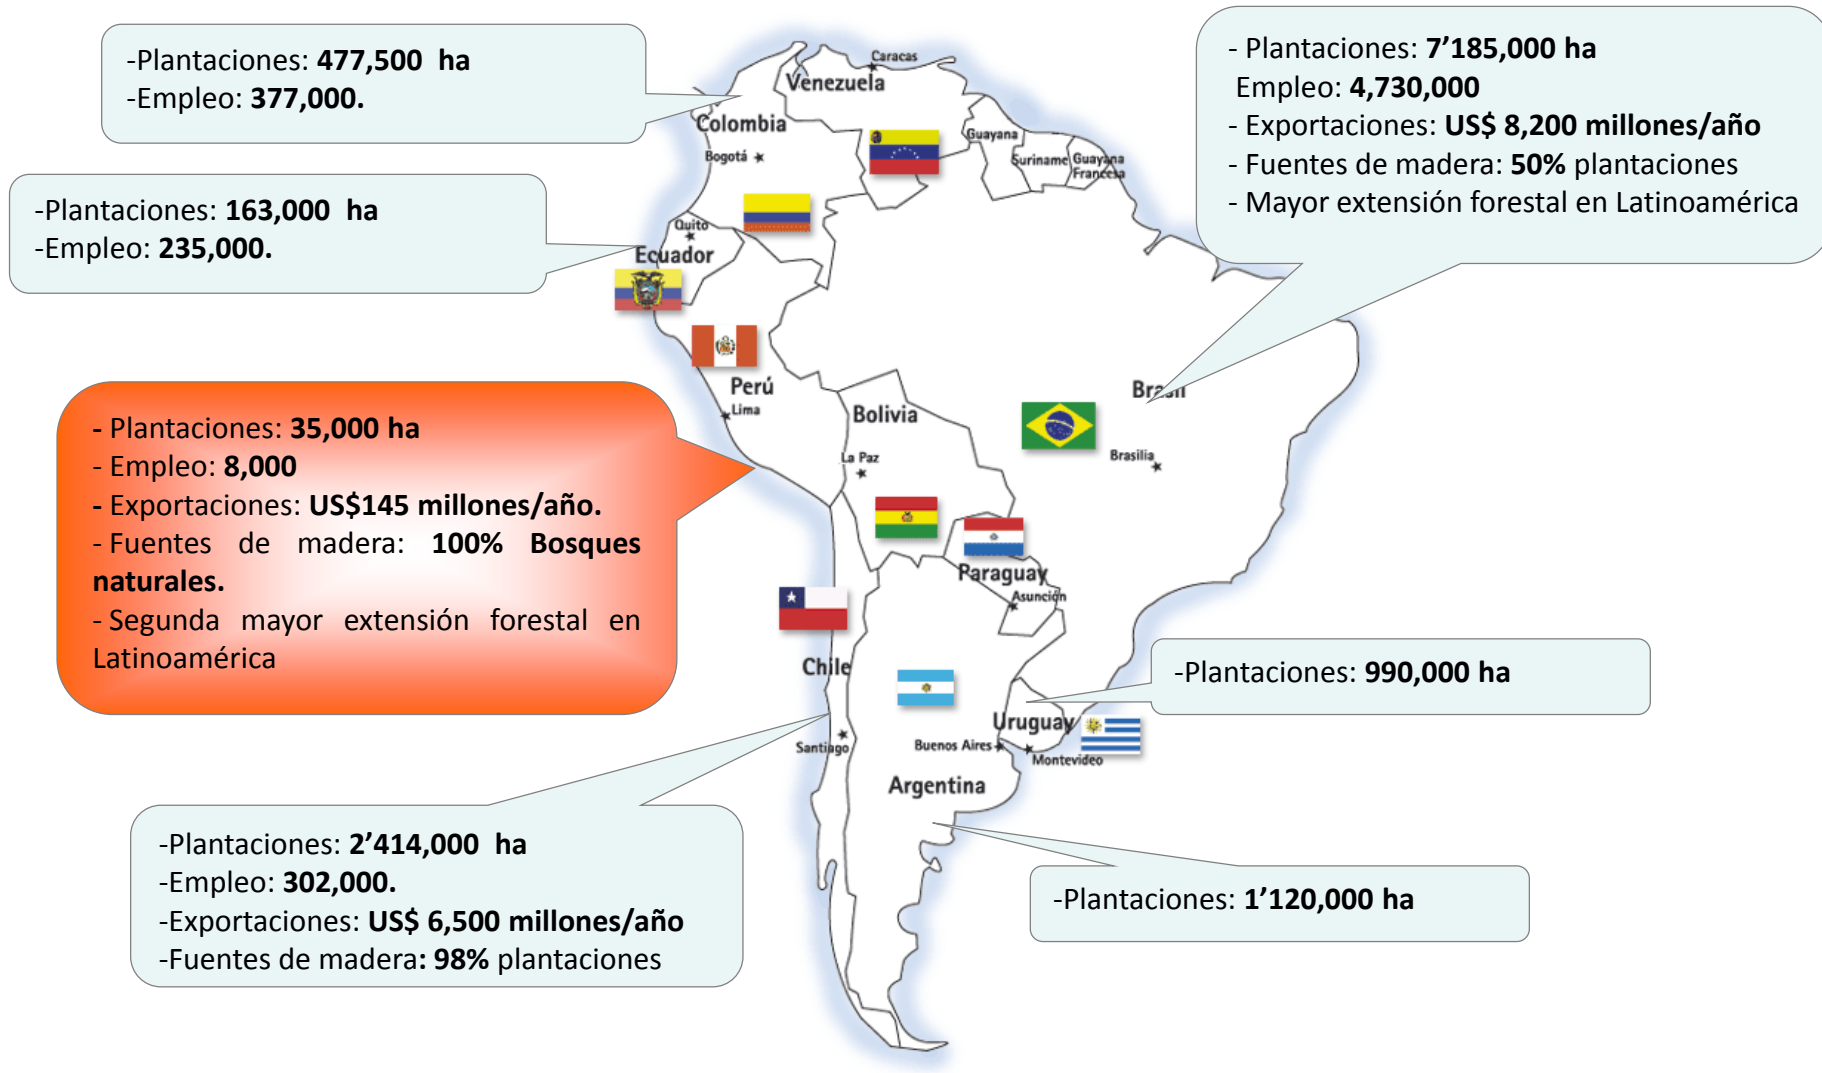 -Plantaciones: 477,500 ha
-Empleo: 377,000.
-Plantaciones: 163,000 ha
-Empleo: 235,000.
- Plantaciones: 35,000 ha
- Empleo: 8,000
- Exportaciones: US$145 millones/año.
- Fuentes de madera: 100% Bosques
naturales.
- Segunda mayor extensión forestal en
Latinoamérica
-Plantaciones: 2’414,000 ha
-Empleo: 302,000.
-Exportaciones: US$ 6,500 millones/año
-Fuentes de madera: 98% plantaciones
- Plantaciones: 7’185,000 ha
Empleo: 4,730,000
- Exportaciones: US$ 8,200 millones/año
- Fuentes de madera: 50% plantaciones
- Mayor extensión forestal en Latinoamérica
-Plantaciones: 990,000 ha
-Plantaciones: 1’120,000 ha
Caracas
Venezuela
Colombia
Bogotá
Guayana
Suriname
Guayana
Francesa
Quito
Ecuador
Perú
Lima
Brasil
Brasilia
Bolivia
La Paz
Paraguay
Asunción
Chile
Santiago
Uruguay
Buenos Aires
Montevideo
Argentina